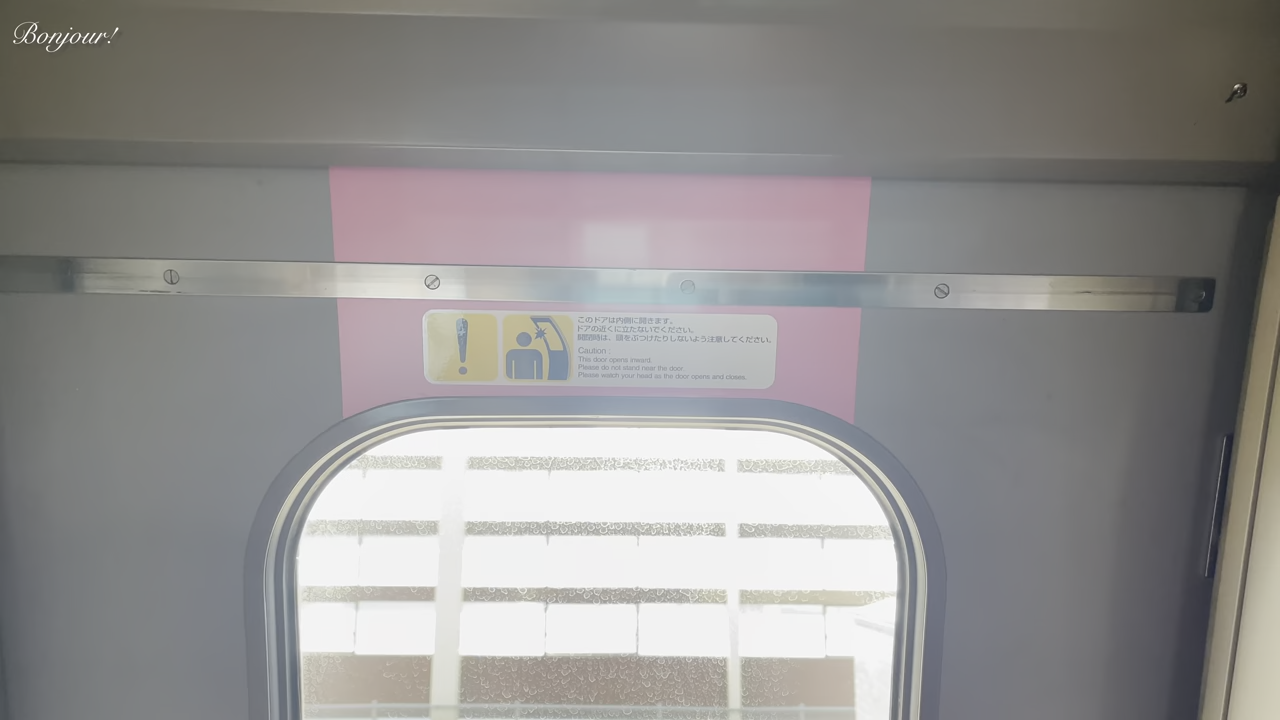 Bonjour!
このドアは内側に開きます。
ドアの近くに立たないでください。
開閉時は、頭をぶつけたりしないよう注意してください。
Caution :
This door opens inward.
Please do not stand near the door.
Please watch your head as the door opens and closes.